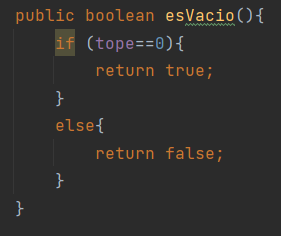 public boolean esVacio(){
    if (tope==0){
        return true;
    }
    else{
        return false;
    }
}